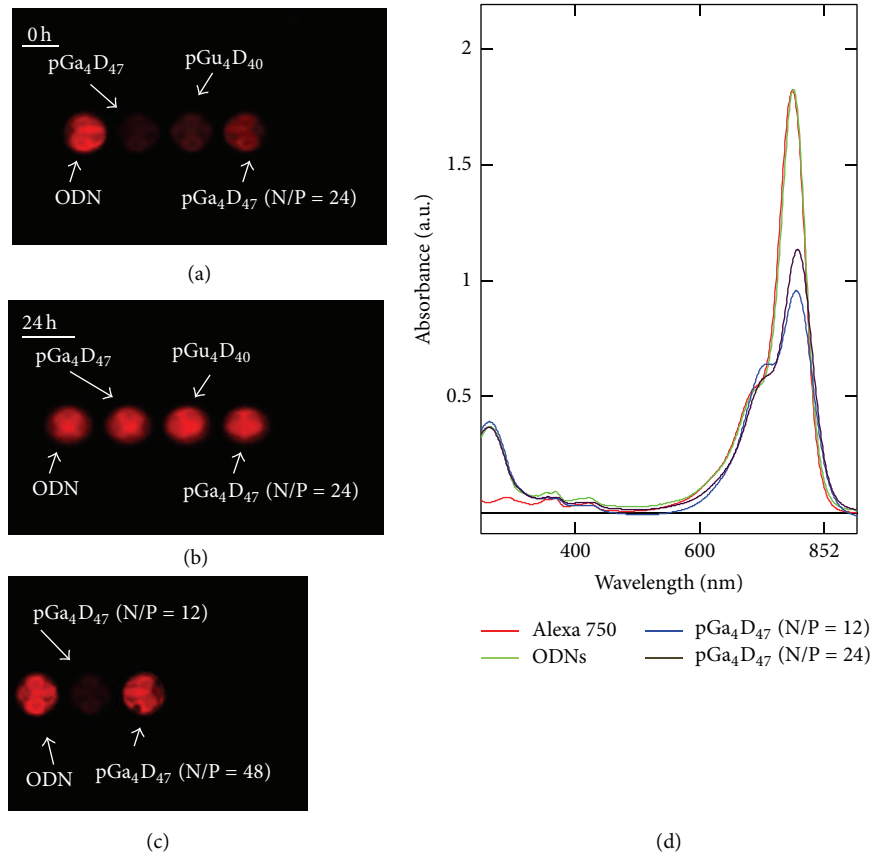 0 h
pGa₄D₄₇
pGu₄D₄₀
ODN
pGa₄D₄₇ (N/P = 24)
(a)
24 h
pGa₄D₄₇
pGu₄D₄₀
ODN
pGa₄D₄₇ (N/P = 24)
(b)
pGa₄D₄₇ (N/P = 12)
ODN
pGa₄D₄₇ (N/P = 48)
(c)
2
1.5
1
0.5
Absorbance (a.u.)
400
600
852
Wavelength (nm)
Alexa 750
ODNs
pGa₄D₄₇ (N/P = 12)
pGa₄D₄₇ (N/P = 24)
(d)